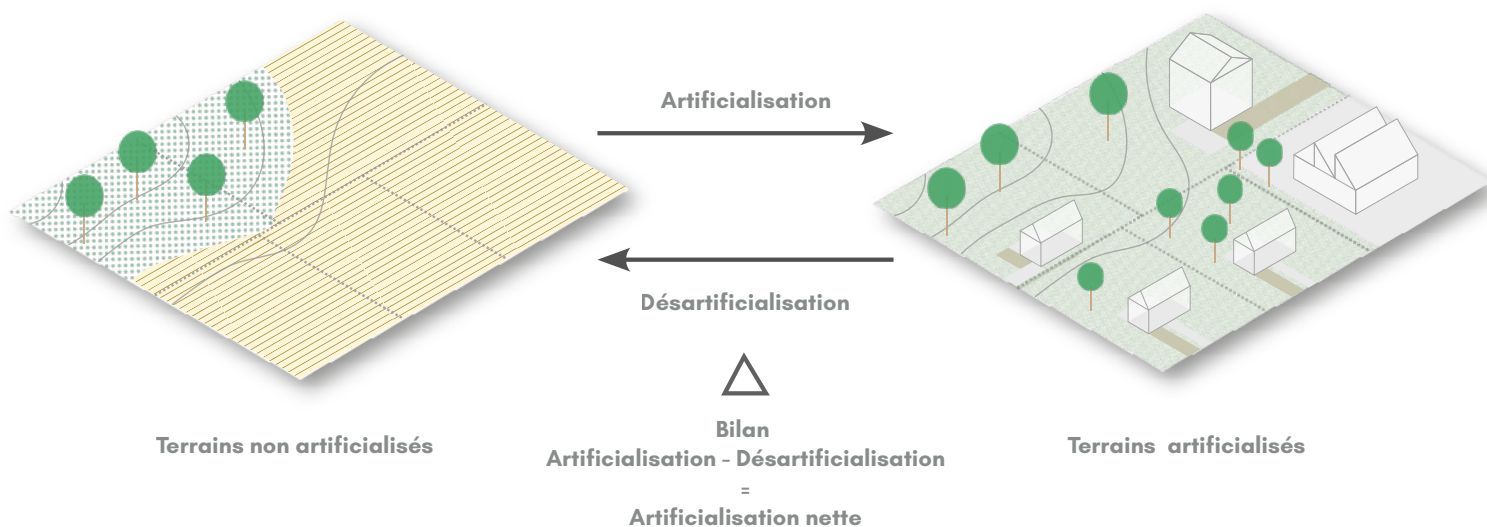 Artificialisation
Désartificialisation
Terrains non artificialisés
Bilan
Artificialisation - Désartificialisation
=
Artificialisation nette
Terrains artificialisés